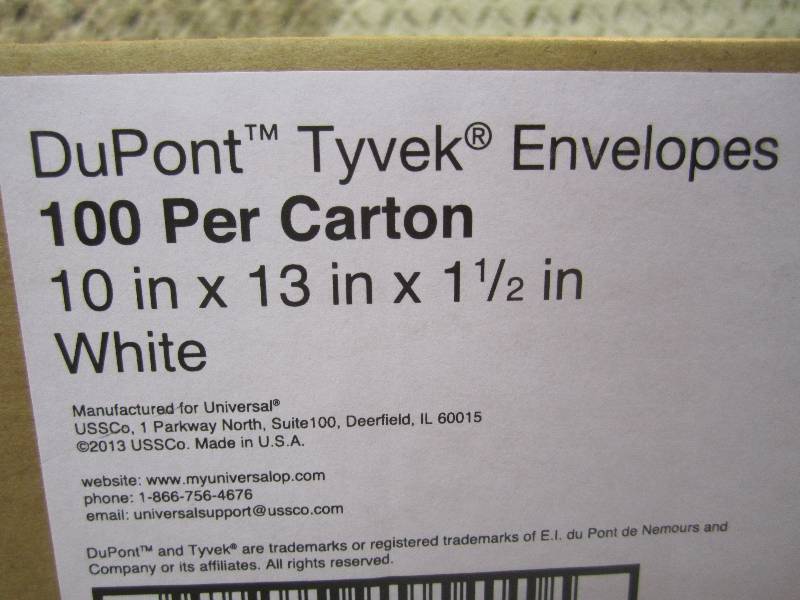 DuPont™ Tyvek® Envelopes
100 Per Carton
10 in x 13 in x 1½ in
White
Manufactured for Universal®
USSCo, 1 Parkway North, Suite100, Deerfield, IL 60015
©2013 USSCo. Made in U.S.A.
website: www.myuniversalop.com
phone: 1-866-756-4676
email: universalsupport@ussco.com
DuPont™ and Tyvek® are trademarks or registered trademarks of E.I. du Pont de Nemours and
Company or its affiliates. All rights reserved.